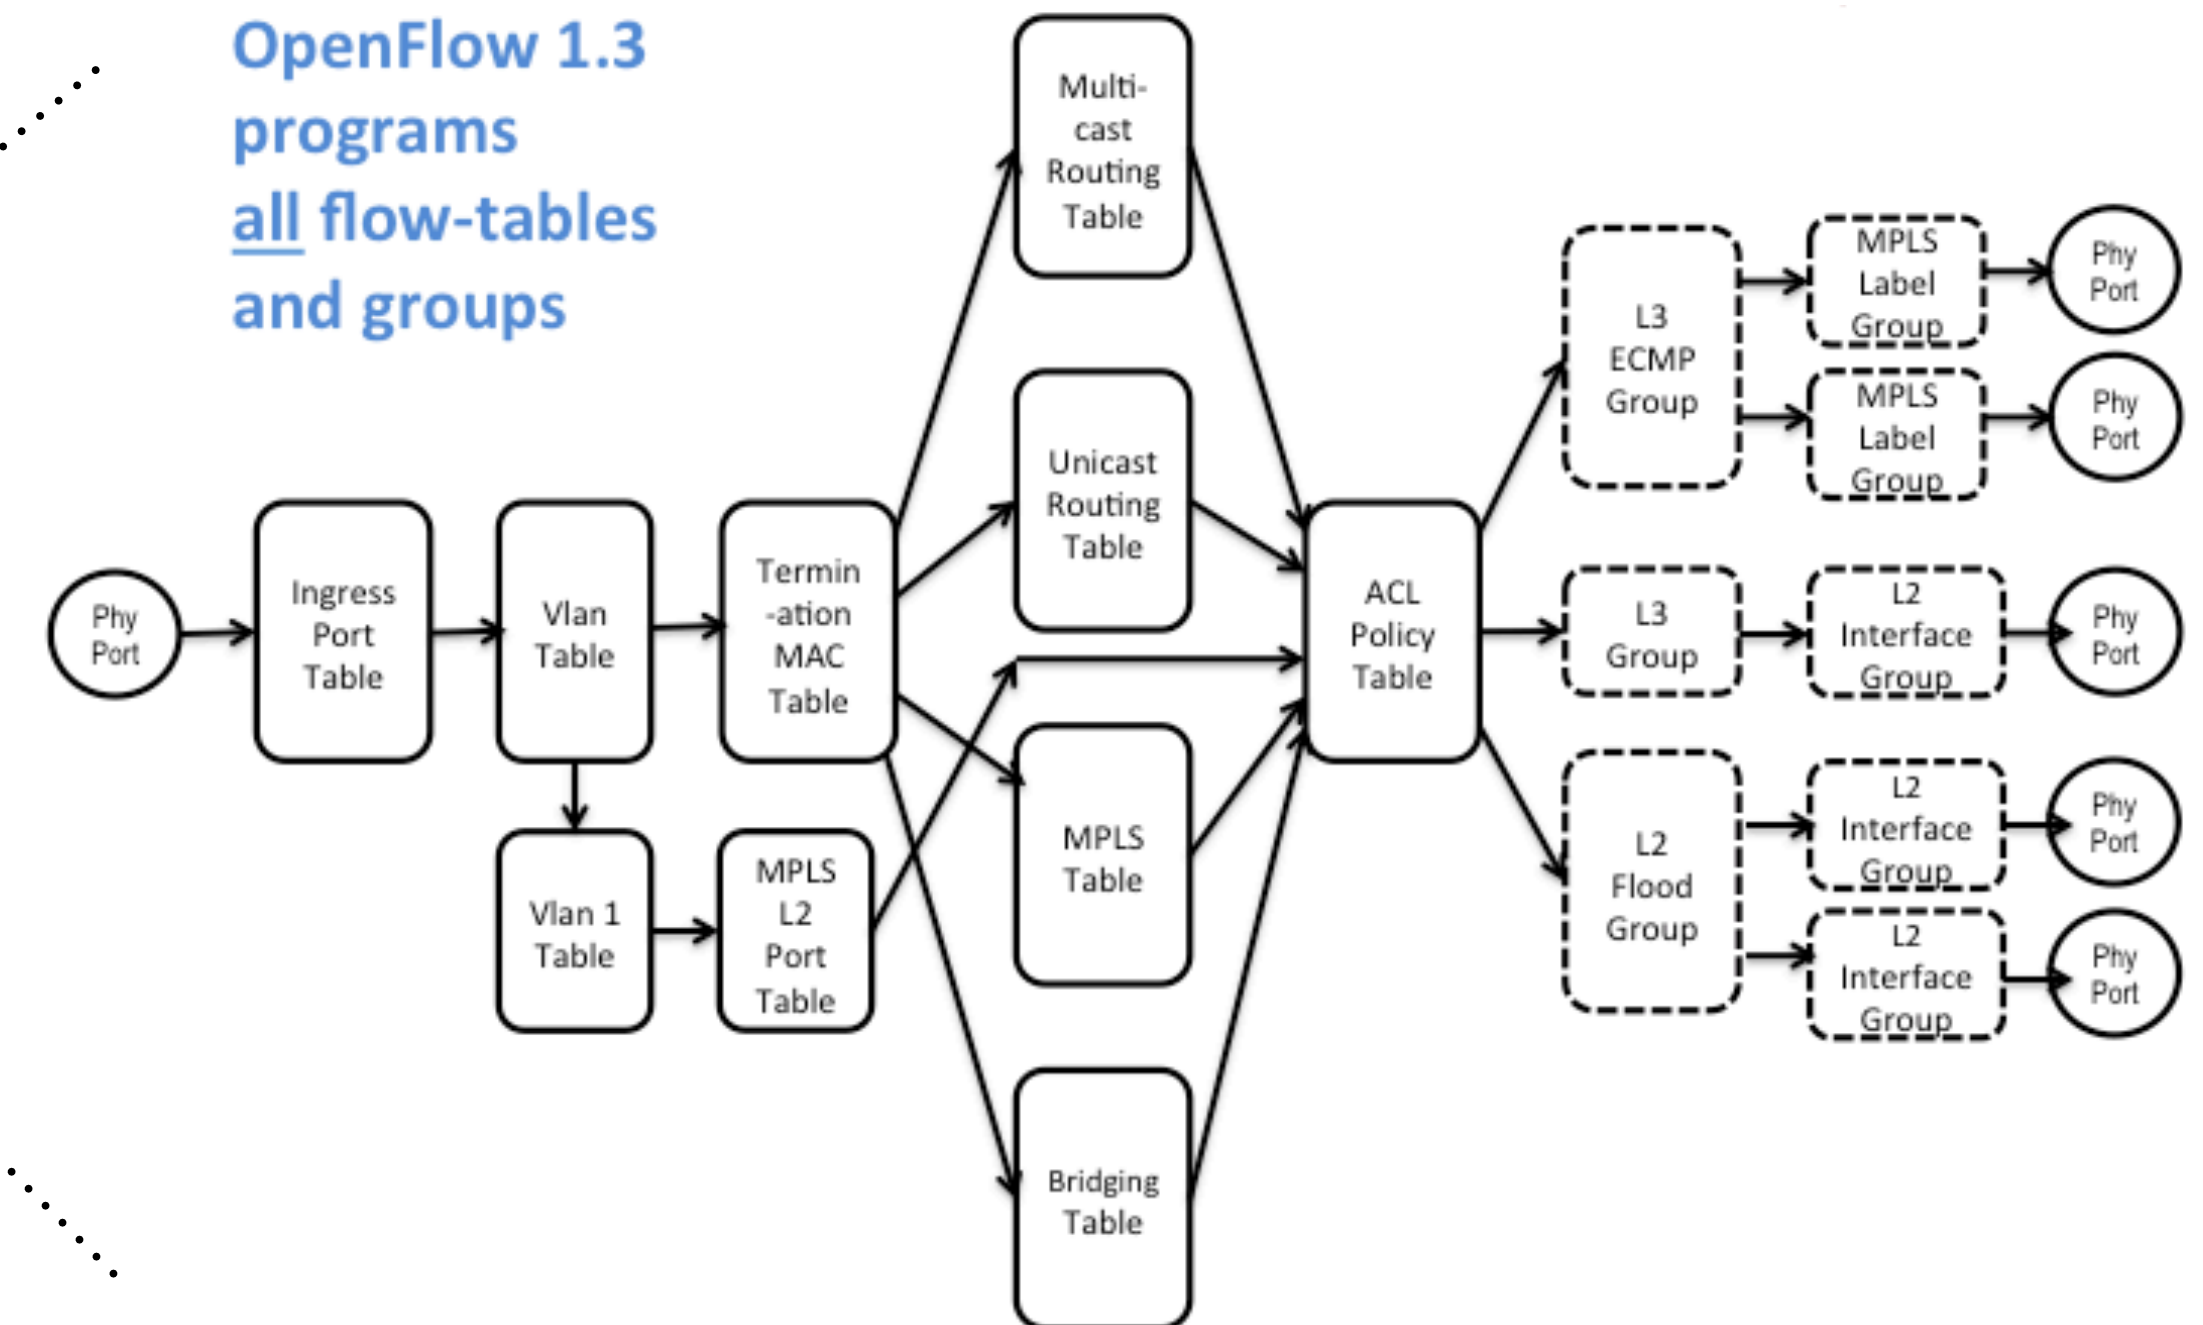 OpenFlow 1.3
programs
all flow-tables
and groups
Phy
Port
Ingress
Port
Table
Vlan
Table
Vlan 1
Table
Termin
-ation
MAC
Table
MPLS
L2
Port
Table
Multi-
cast
Routing
Table
Unicast
Routing
Table
MPLS
Table
Bridging
Table
ACL
Policy
Table
L3
ECMP
Group
MPLS
Label
Group
Phy
Port
MPLS
Label
Group
Phy
Port
L3
Group
L2
Interface
Group
Phy
Port
L2
Flood
Group
L2
Interface
Group
Phy
Port
L2
Interface
Group
Phy
Port